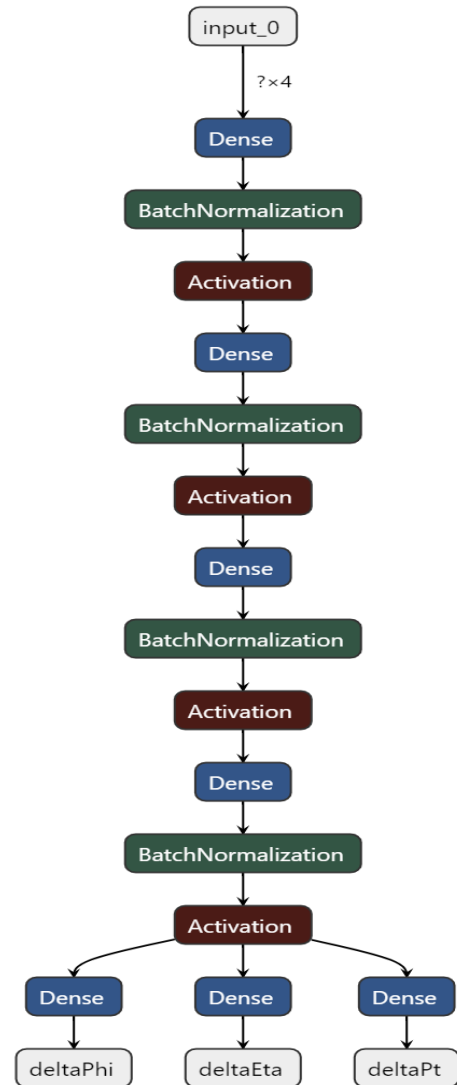 input_0
?×4
Dense
BatchNormalization
Activation
Dense
BatchNormalization
Activation
Dense
BatchNormalization
Activation
Dense
BatchNormalization
Activation
Dense Dense Dense
deltaPhi deltaEta deltaPt